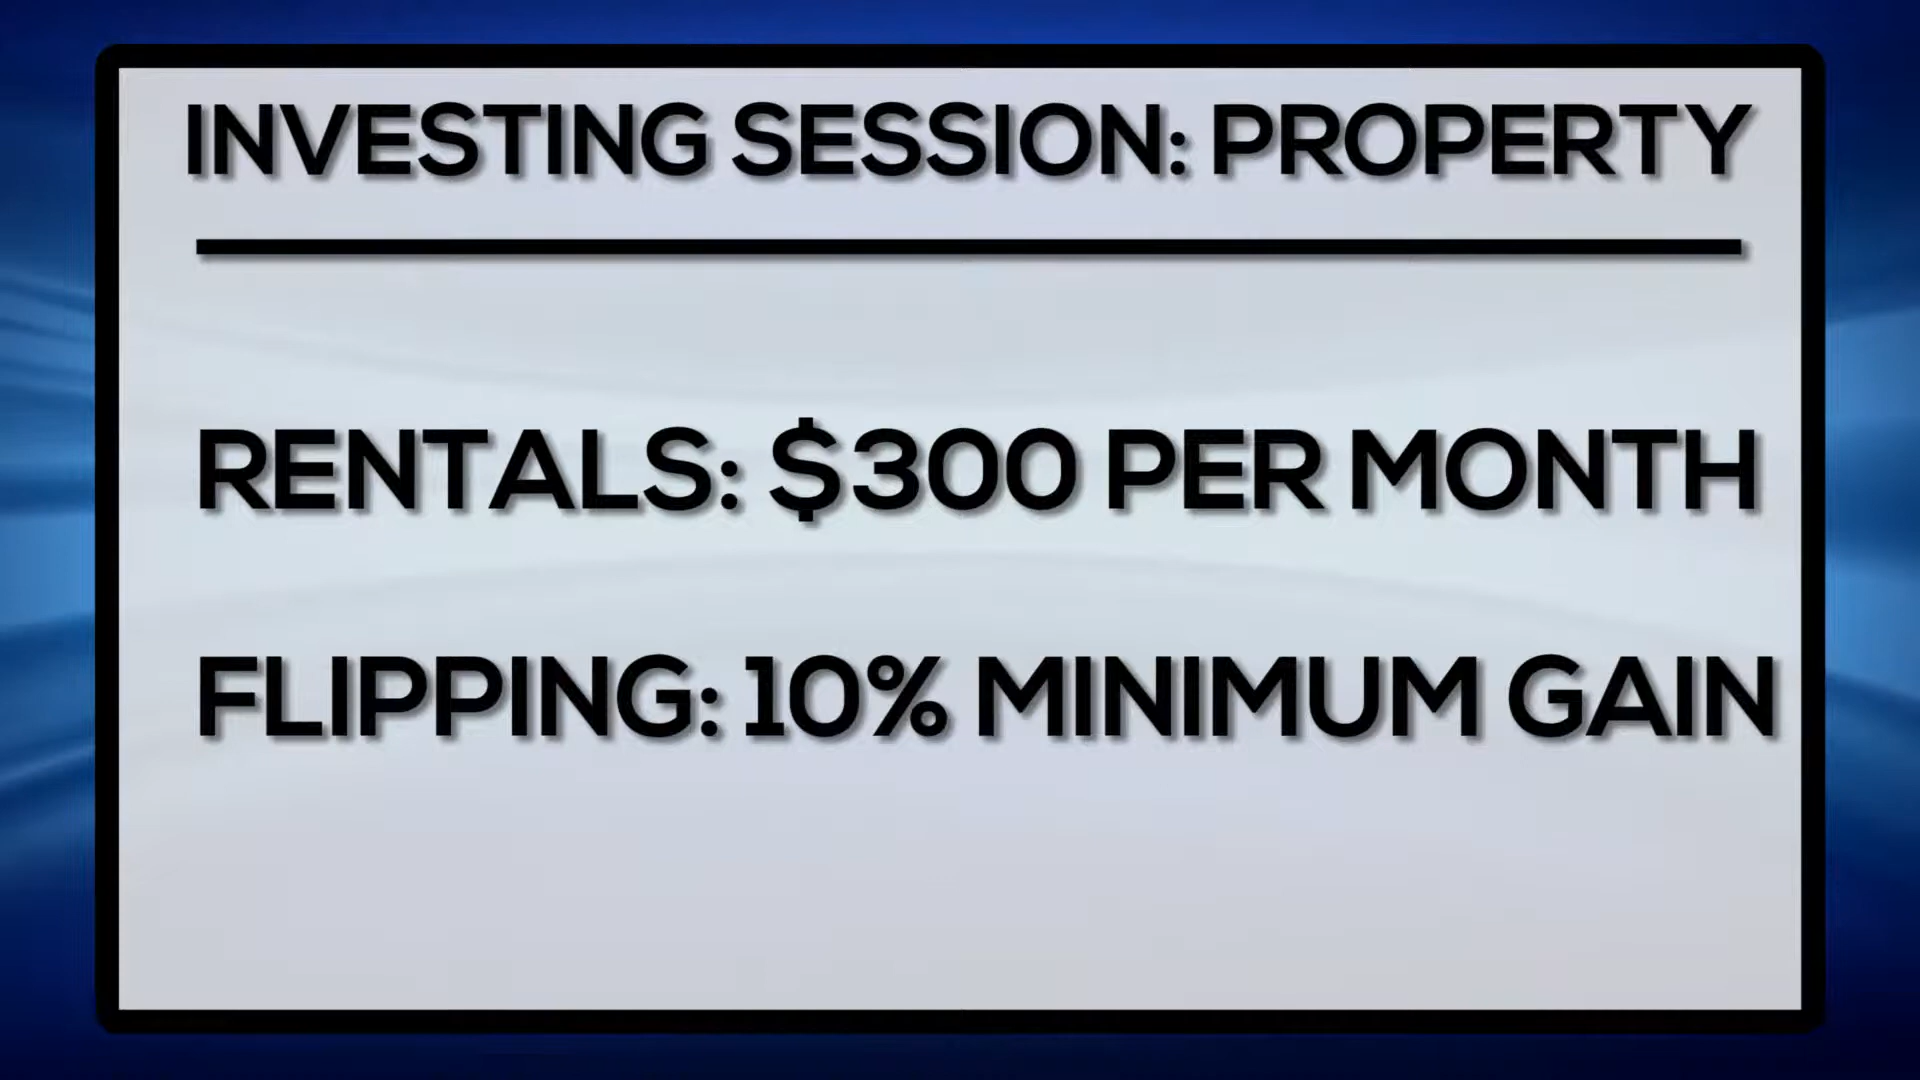 INVESTING SESSION: PROPERTY
RENTALS: $300 PER MONTH
FLIPPING: 10% MINIMUM GAIN